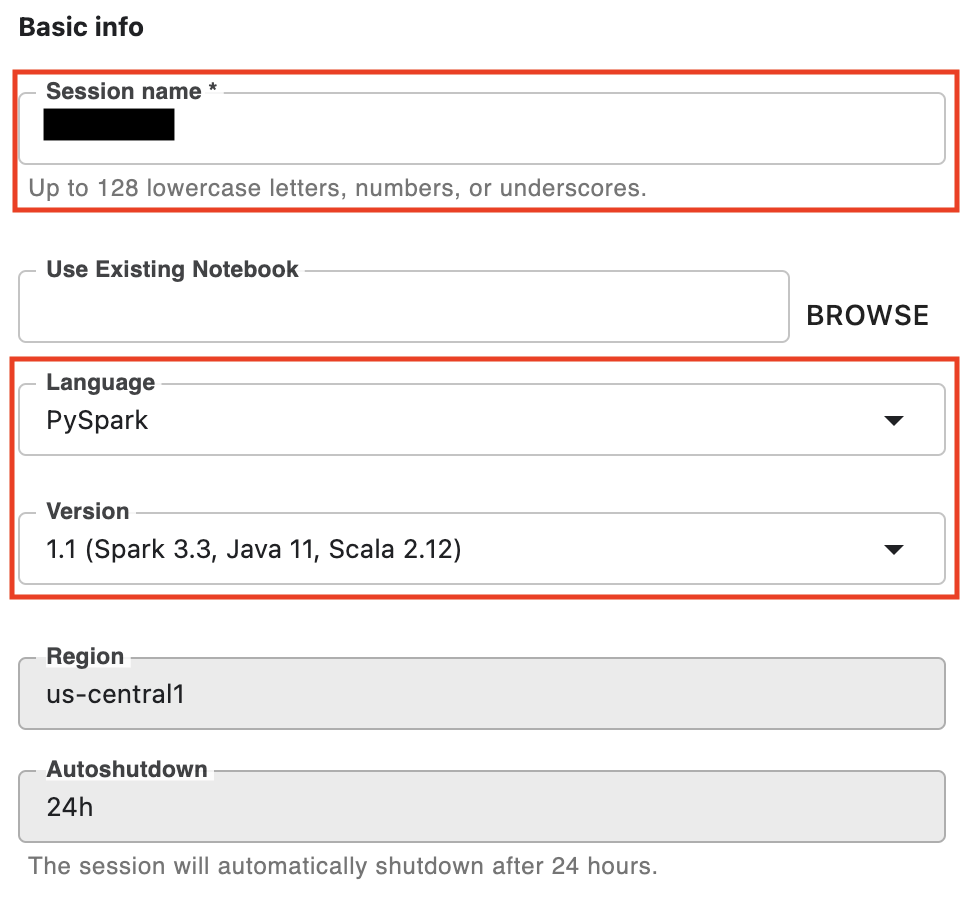 Basic info
Session name *
Up to 128 lowercase letters, numbers, or underscores.
Use Existing Notebook
BROWSE
Language
PySpark
Version
1.1 (Spark 3.3, Java 11, Scala 2.12)
Region
us-central1
Autoshutdown
24h
The session will automatically shutdown after 24 hours.